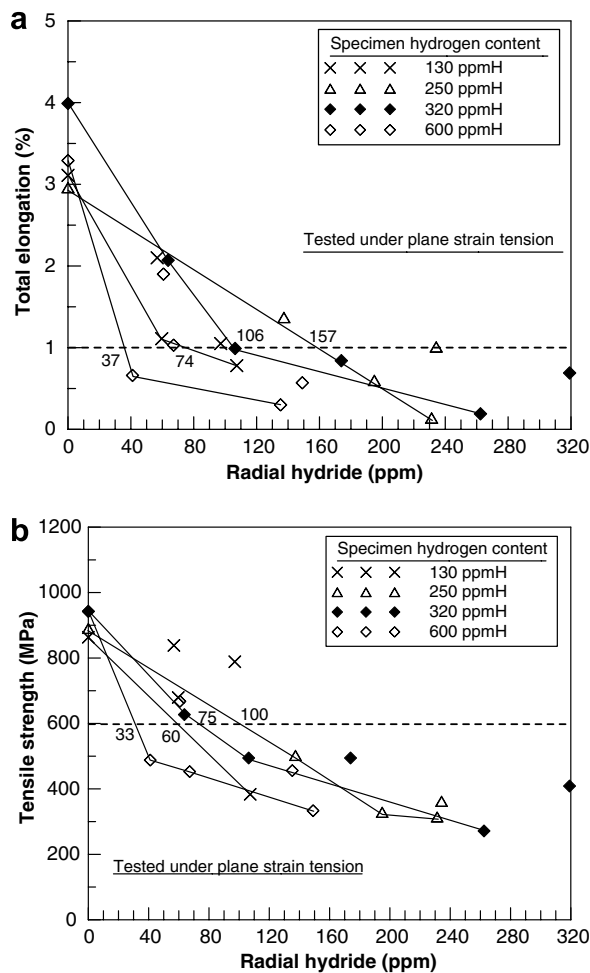 a
5
4
3
2
1
0
Total elongation (%)
Specimen hydrogen content
130 ppmH
250 ppmH
320 ppmH
600 ppmH
Tested under plane strain tension
37
74
106
157
0 40 80 120 160 200 240 280 320
Radial hydride (ppm)
b
1200
1000
800
600
400
200
0
Tensile strength (MPa)
Specimen hydrogen content
130 ppmH
250 ppmH
320 ppmH
600 ppmH
33
60
75
100
Tested under plane strain tension
0 40 80 120 160 200 240 280 320
Radial hydride (ppm)